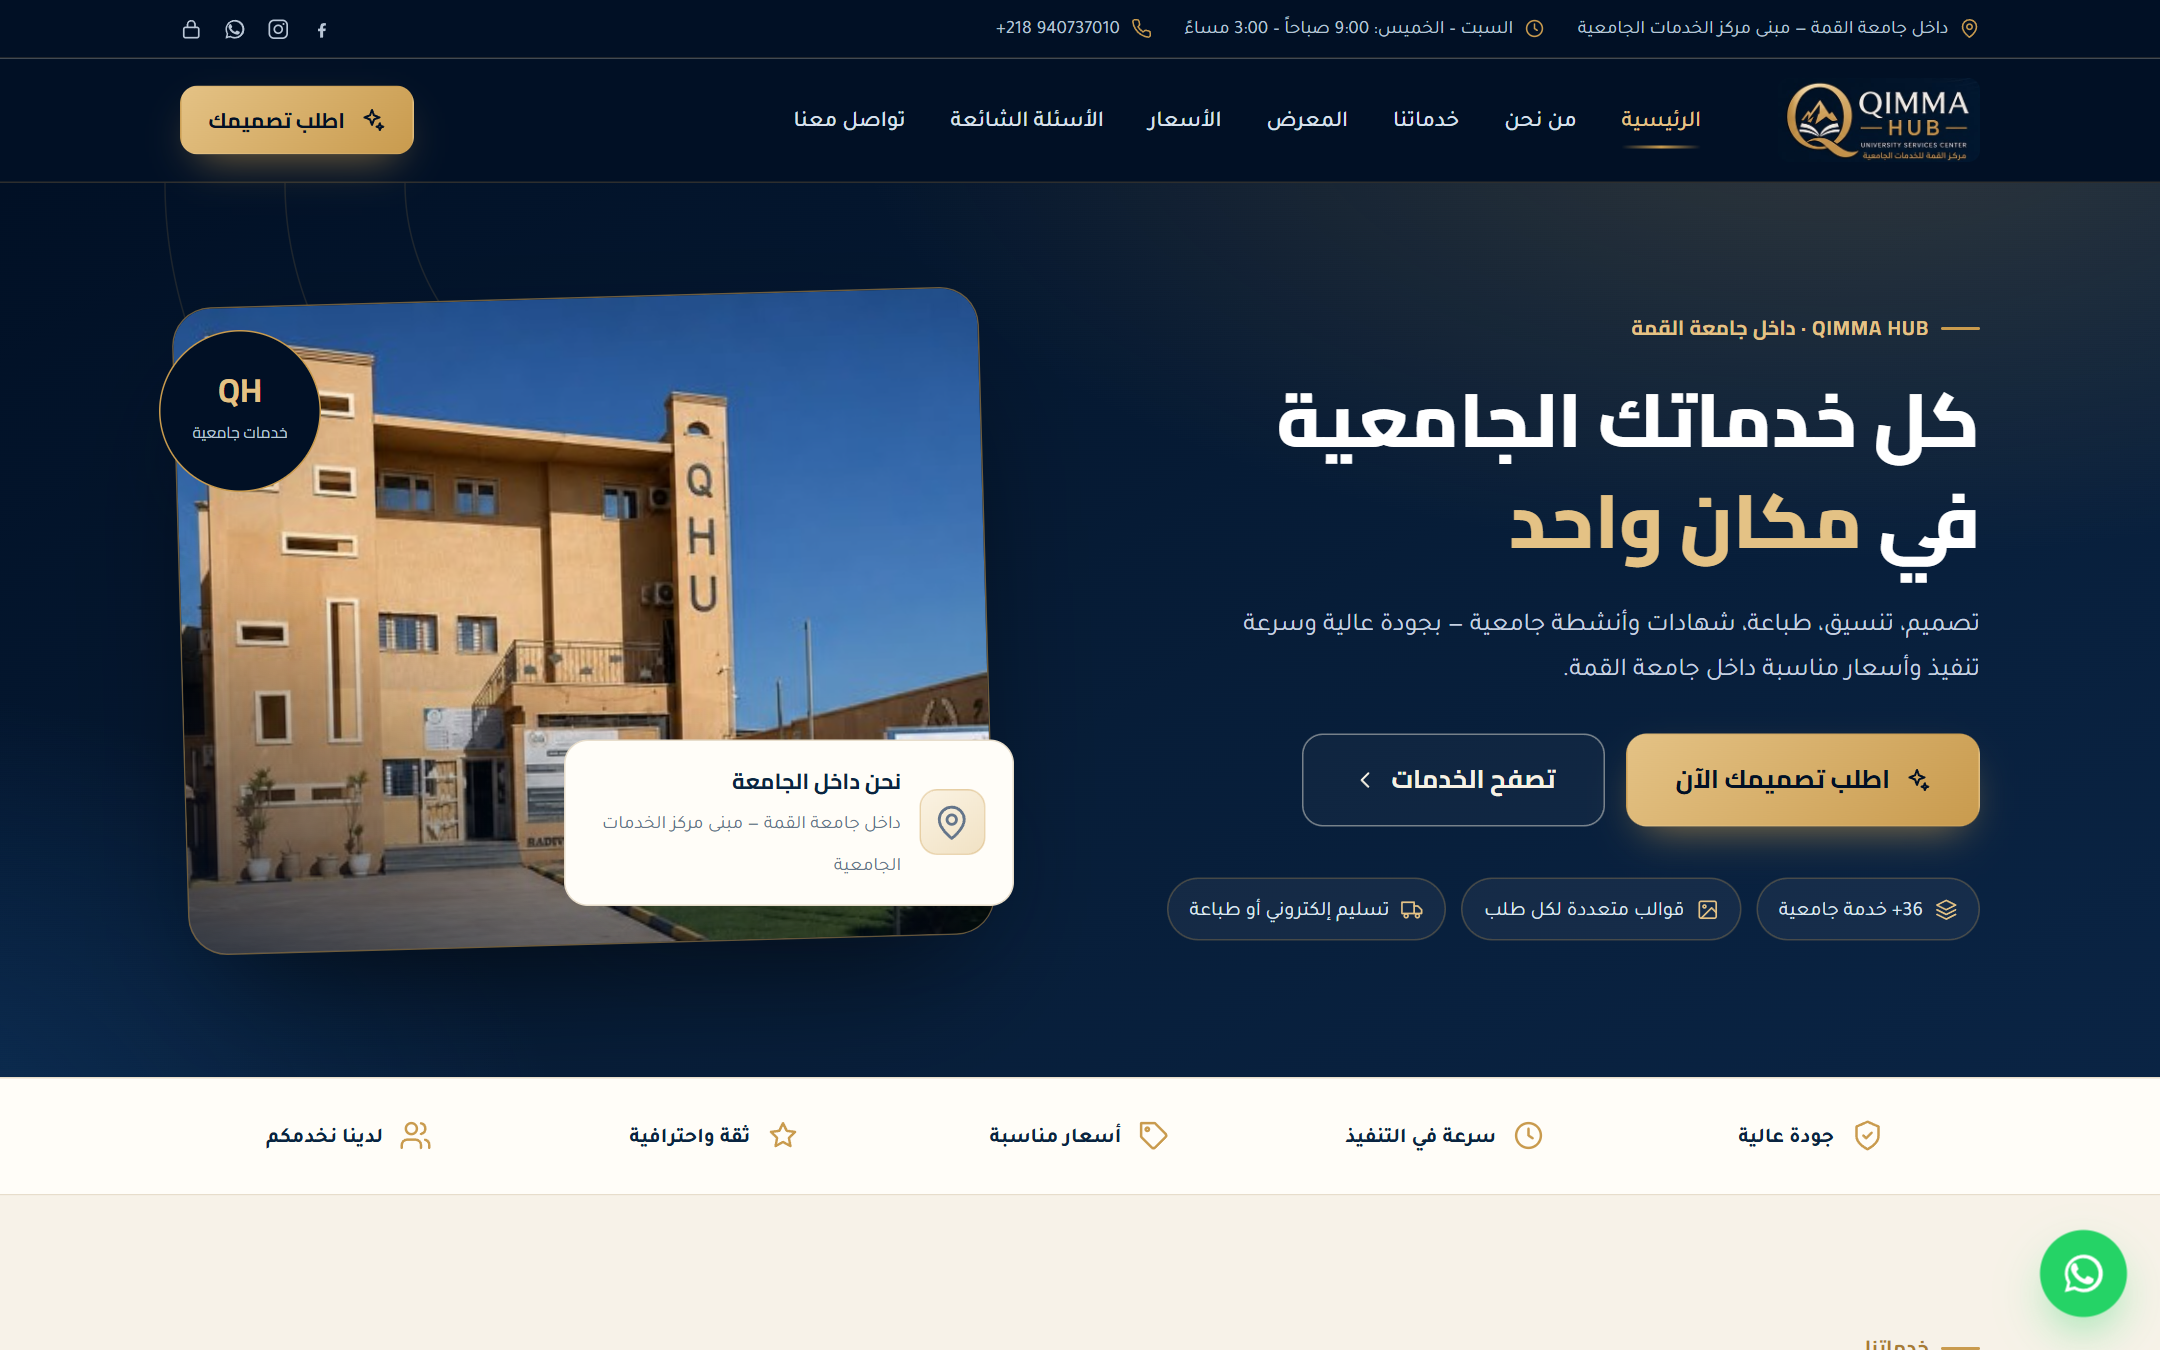 داخل جامعة القمة – مبنى مركز الخدمات الجامعية
السبت - الخميس: 9:00 صباحاً - 3:00 مساءً
+218 940737010
QIMMA
HUB
UNIVERSITY SERVICES CENTER
مركز القمة للخدمات الجامعية
الرئيسية
من نحن
خدماتنا
المعرض
الأسعار
الأسئلة الشائعة
تواصل معنا
اطلب تصميمك
QIMMA HUB · داخل جامعة القمة
كل خدماتك الجامعية
في مكان واحد
تصميم، تنسيق، طباعة، شهادات وأنشطة جامعية – بجودة عالية وسرعة
تنفيذ وأسعار مناسبة داخل جامعة القمة.
اطلب تصميمك الآن
تصفح الخدمات
+36 خدمة جامعية
قوالب متعددة لكل طلب
تسليم إلكتروني أو طباعة
QH
خدمات جامعية
Q
H
U
نحن داخل الجامعة
داخل جامعة القمة – مبنى مركز الخدمات
الجامعية
جودة عالية
سرعة في التنفيذ
أسعار مناسبة
ثقة واحترافية
لدينا نخدمكم
خدماتنا